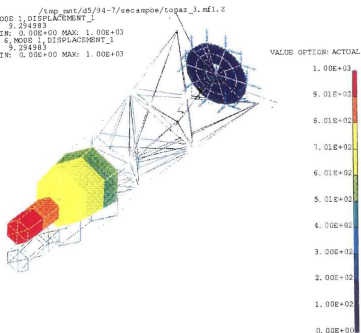 /tmp_mnt/d5/94-7/secampbe/topaz_3.mf1.Z
ODE 1,DISPLACEMENT_1
9.294983
IN: 0.00E+00 MAX: 1.00E+03
6,MODE 1,DISPLACEMENT_1
9.294983
IN: 0.00E+00 MAX: 1.00E+03
VALUE OPTION:ACTUAL
1.00E+03
9.01E+02
8.01E+02
7.01E+02
6.01E+02
5.01E+02
4.00E+02
3.00E+02
2.00E+02
1.00E+02
0.00E+00